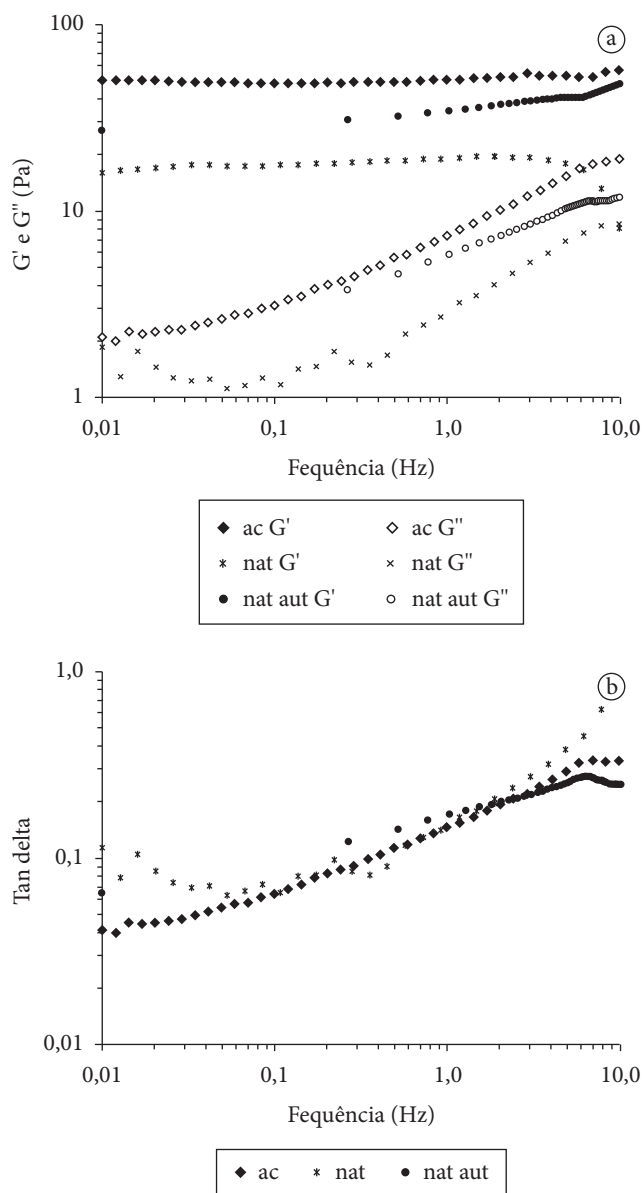 100
a
10
1
G' e G'' (Pa)
0,01 0,1 1,0 10,0
Fequência (Hz)
ac G' ac G''
nat G' nat G''
nat aut G' nat aut G''
1,0
b
0,1
0,01
Tan delta
0,01 0,1 1,0 10,0
Fequência (Hz)
ac nat nat aut